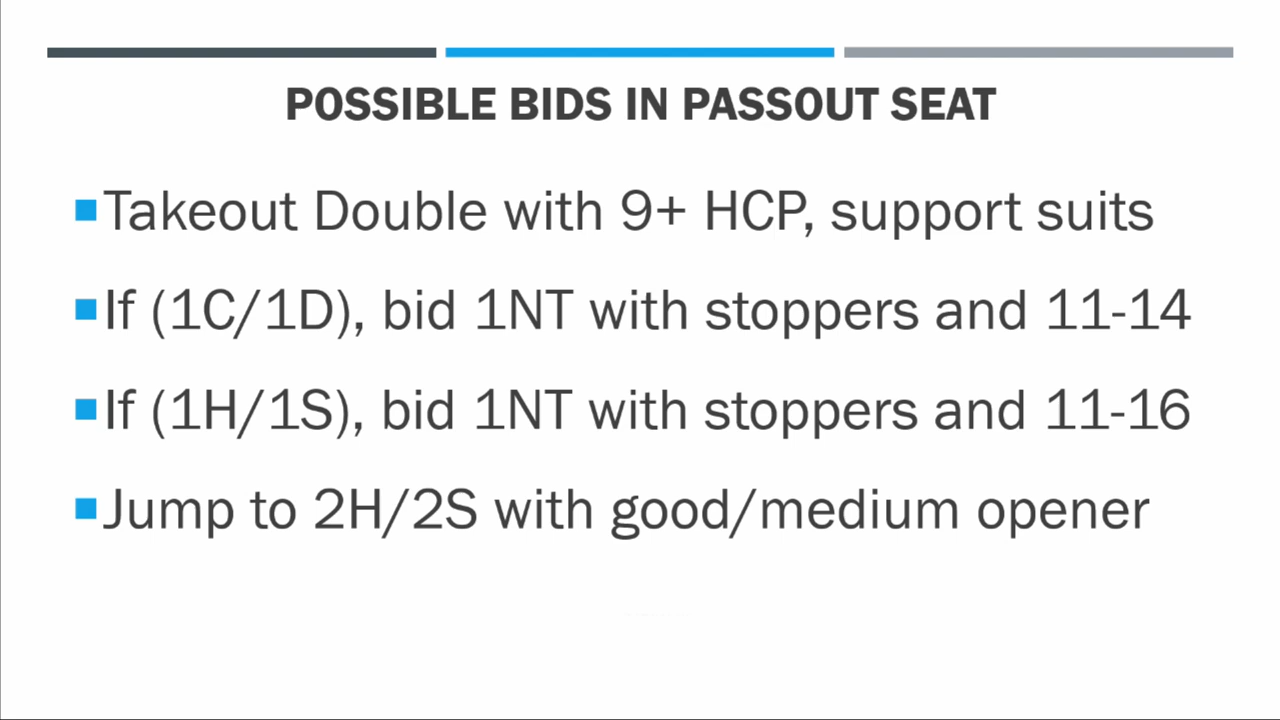 POSSIBLE BIDS IN PASSOUT SEAT
Takeout Double with 9+ HCP, support suits
If (1C/1D), bid 1NT with stoppers and 11-14
If (1H/1S), bid 1NT with stoppers and 11-16
Jump to 2H/2S with good/medium opener